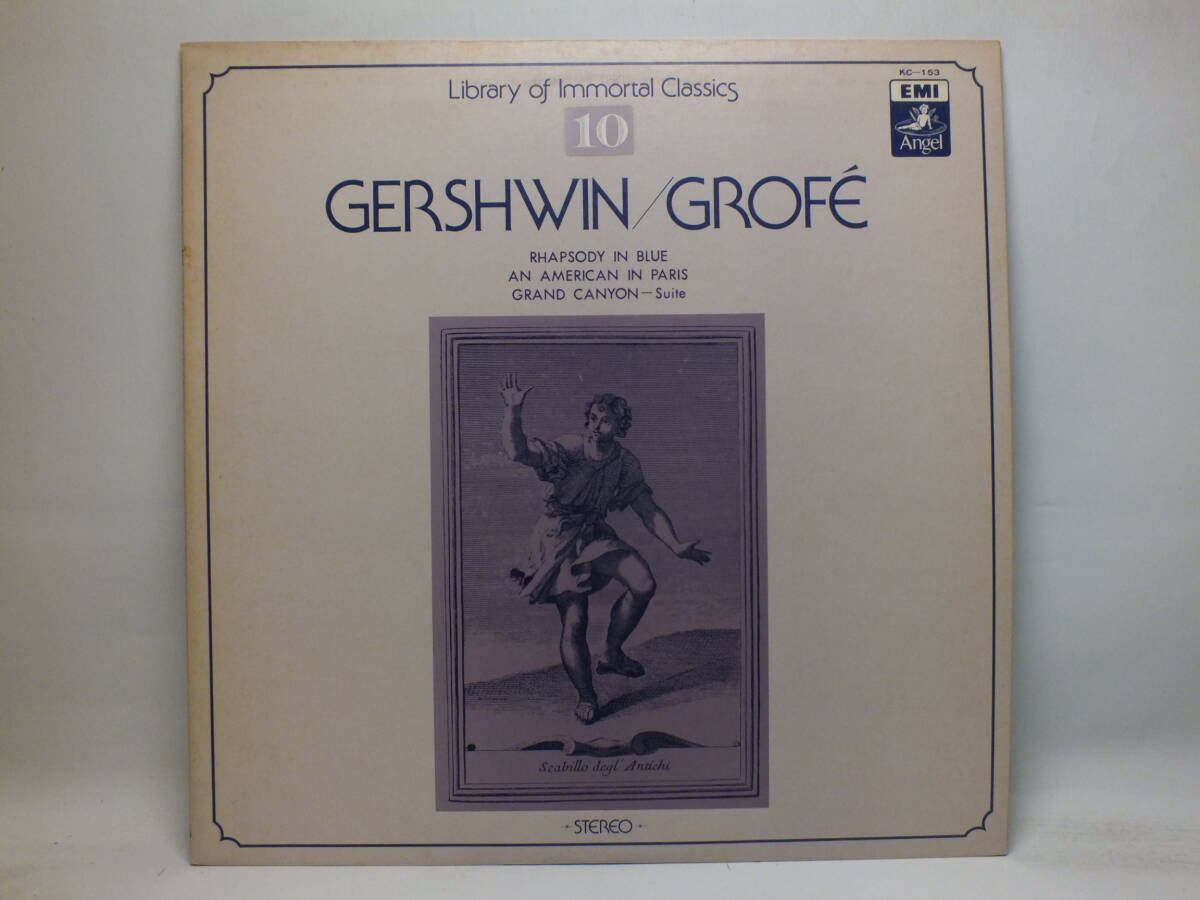 KC-153
Library of Immortal Classics
EMI
Angel
10
GERSHWIN/GROFÉ
RHAPSODY IN BLUE
AN AMERICAN IN PARIS
GRAND CANYON—Suite
Scabillo degl' Antichi
STEREO